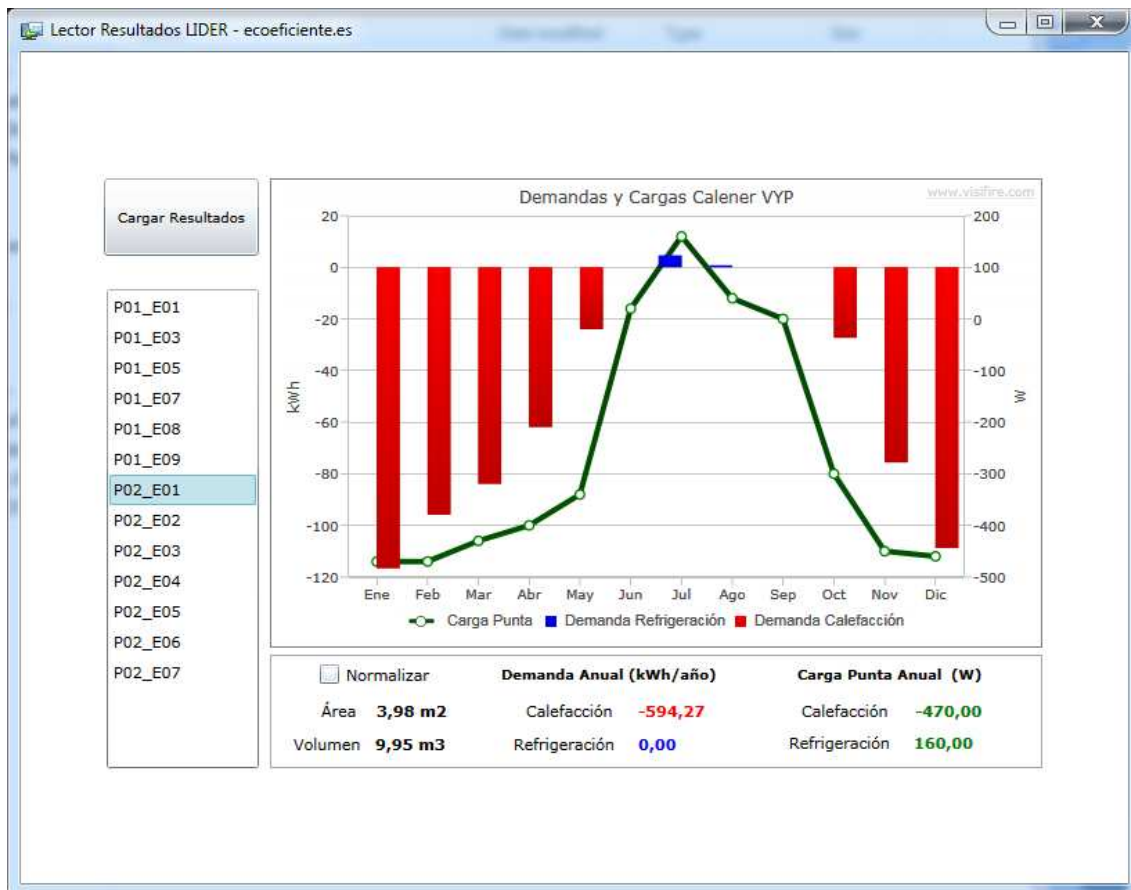 Lector Resultados LIDER - ecoeficiente.es
Cargar Resultados
P01_E01
P01_E03
P01_E05
P01_E07
P01_E08
P01_E09
P02_E01
P02_E02
P02_E03
P02_E04
P02_E05
P02_E06
P02_E07
Demandas y Cargas Calener VYP
www.visifire.com
20
0
-20
-40
-60
-80
-100
-120
kWh
200
100
0
-100
-200
-300
-400
-500
W
Ene Feb Mar Abr May Jun Jul Ago Sep Oct Nov Dic
Carga Punta Demanda Refrigeración Demanda Calefacción
Normalizar Demanda Anual (kWh/año) Carga Punta Anual (W)
Área 3,98 m2 Calefacción -594,27 Calefacción -470,00
Volumen 9,95 m3 Refrigeración 0,00 Refrigeración 160,00